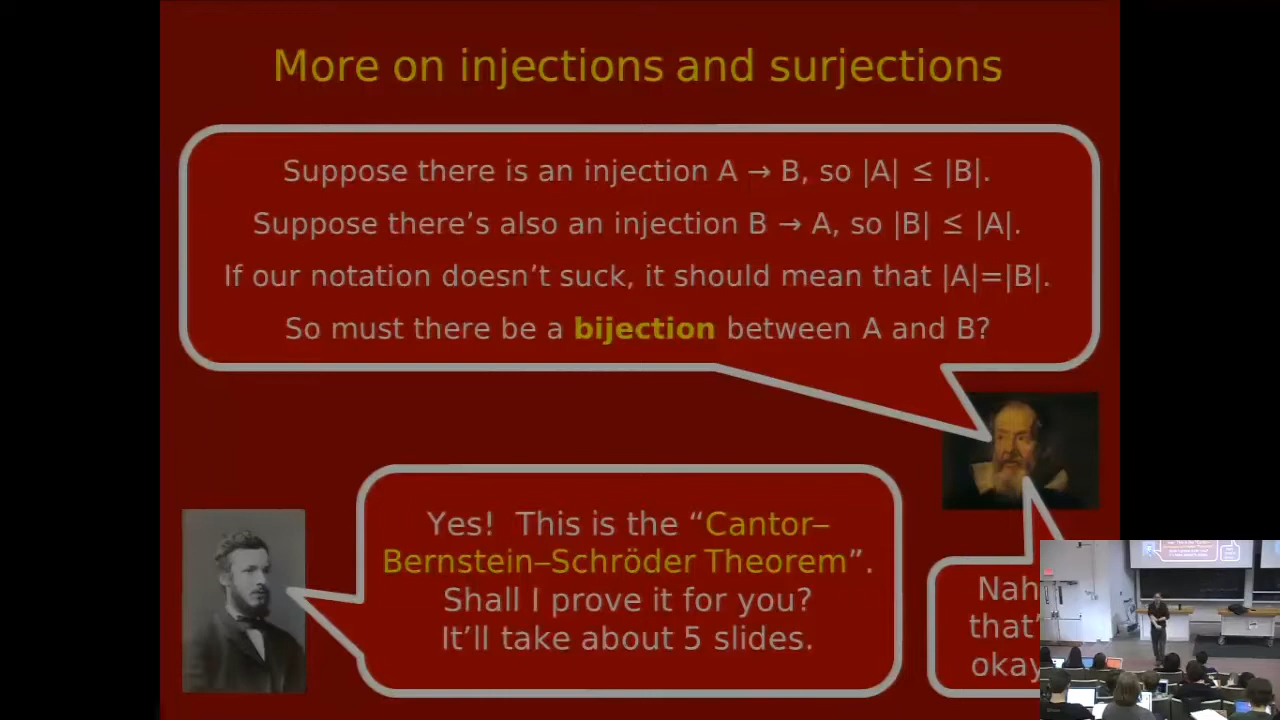 More on injections and surjections
Suppose there is an injection A → B, so |A| ≤ |B|.
Suppose there’s also an injection B → A, so |B| ≤ |A|.
If our notation doesn’t suck, it should mean that |A|=|B|.
So must there be a bijection between A and B?
Yes!  This is the “Cantor–
Bernstein–Schröder Theorem”.
Shall I prove it for you?
It’ll take about 5 slides.
Nah
that’
okay